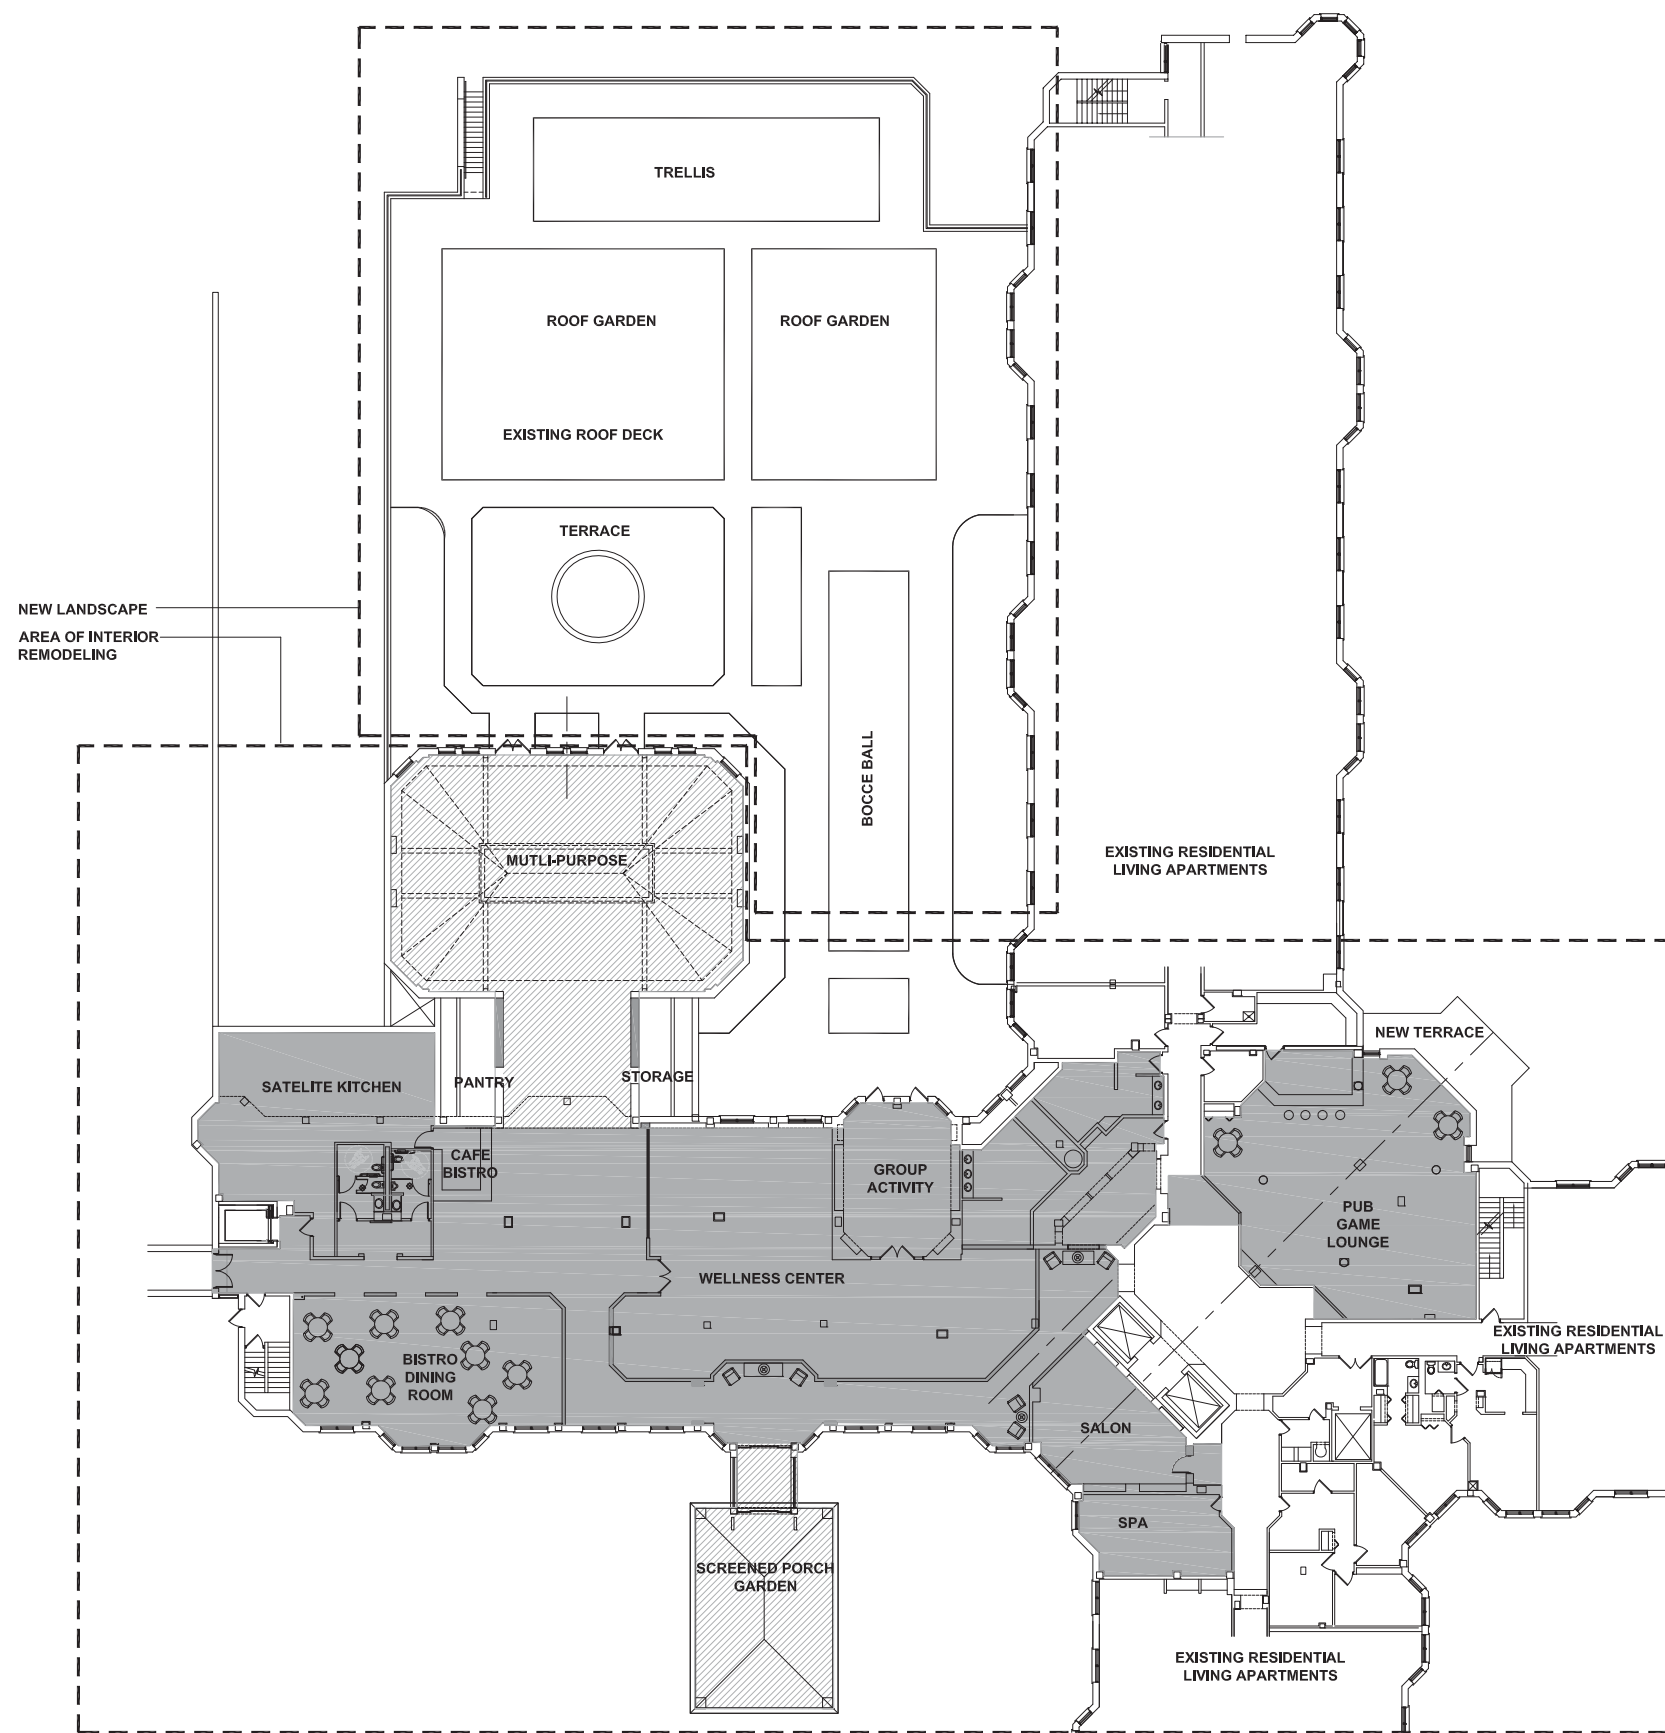 TRELLIS
ROOF GARDEN
ROOF GARDEN
EXISTING ROOF DECK
TERRACE
NEW LANDSCAPE
AREA OF INTERIOR
REMODELING
BOCCE BALL
MUTLI-PURPOSE
EXISTING RESIDENTIAL
LIVING APARTMENTS
NEW TERRACE
SATELITE KITCHEN
PANTRY
STORAGE
CAFE
BISTRO
GROUP
ACTIVITY
PUB
GAME
LOUNGE
WELLNESS CENTER
EXISTING RESIDENTIAL
LIVING APARTMENTS
BISTRO
DINING
ROOM
SALON
SPA
SCREENED PORCH
GARDEN
EXISTING RESIDENTIAL
LIVING APARTMENTS